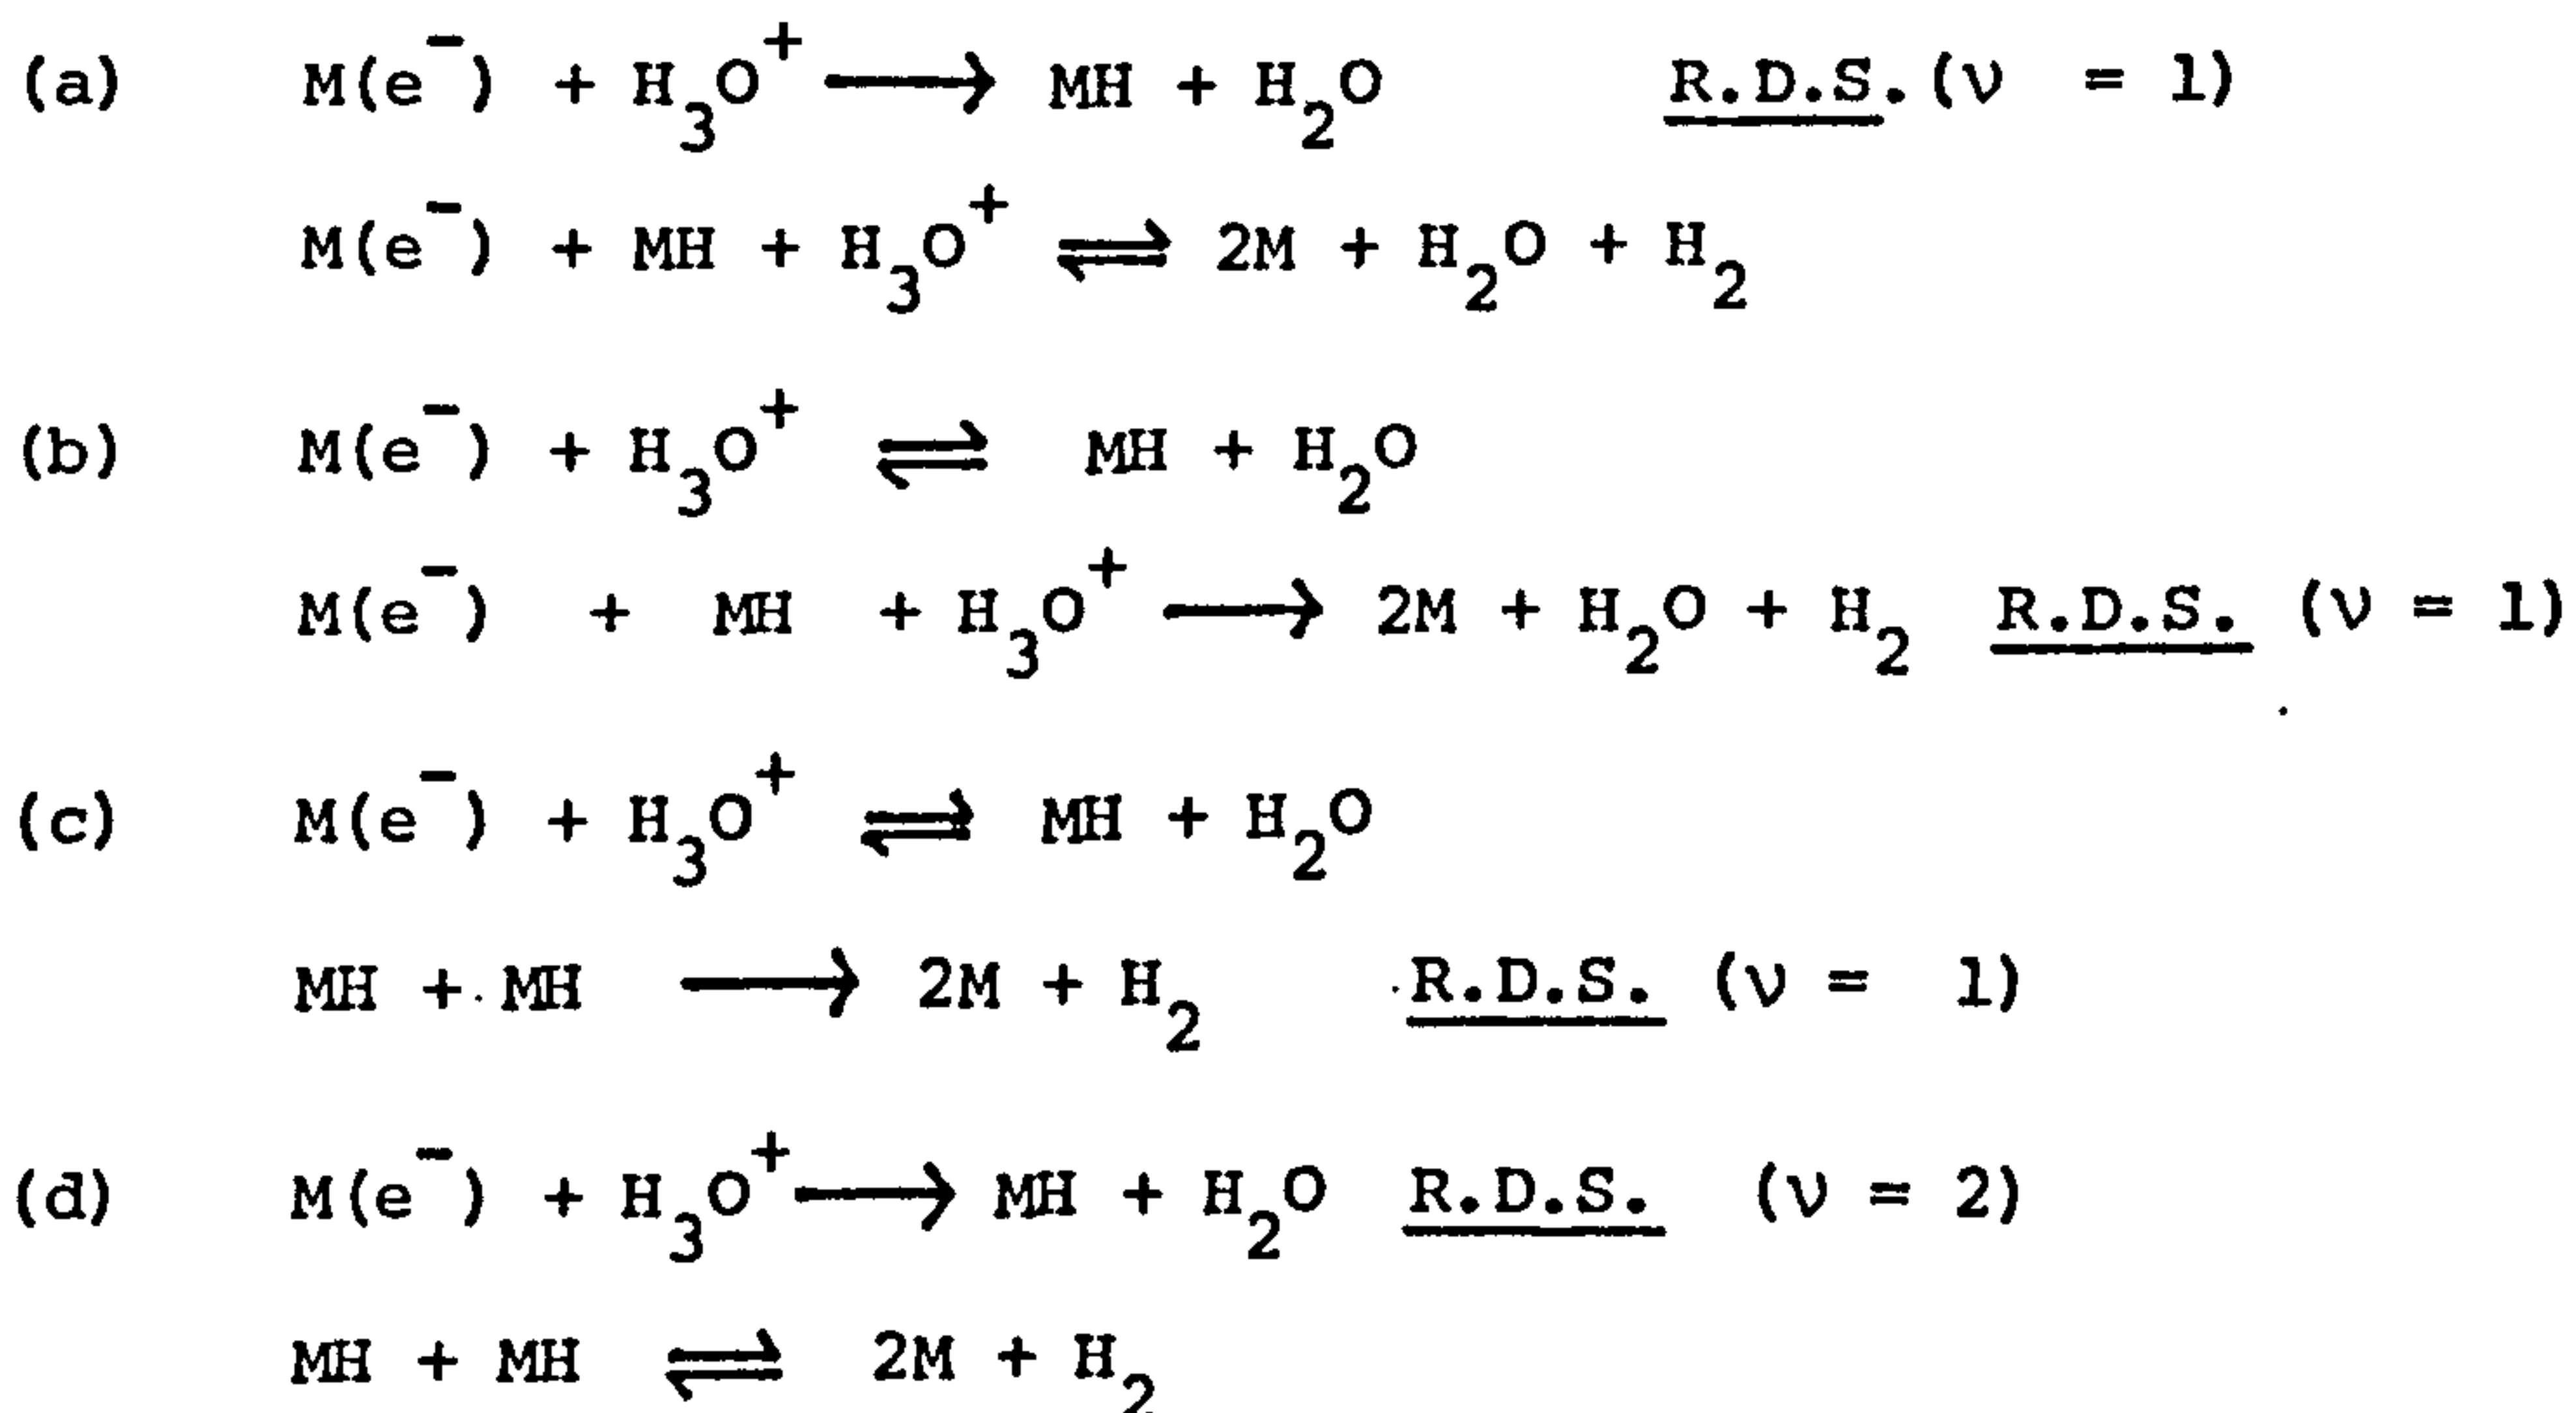 (a) M(e⁻) + H₃O⁺ ⟶ MH + H₂O R.D.S. (ν = 1)
M(e⁻) + MH + H₃O⁺ ⇌ 2M + H₂O + H₂
(b) M(e⁻) + H₃O⁺ ⇌ MH + H₂O
M(e⁻) + MH + H₃O⁺ ⟶ 2M + H₂O + H₂ R.D.S. (ν = 1)
(c) M(e⁻) + H₃O⁺ ⇌ MH + H₂O
MH + MH ⟶ 2M + H₂ R.D.S. (ν = 1)
(d) M(e⁻) + H₃O⁺ ⟶ MH + H₂O R.D.S. (ν = 2)
MH + MH ⇌ 2M + H₂